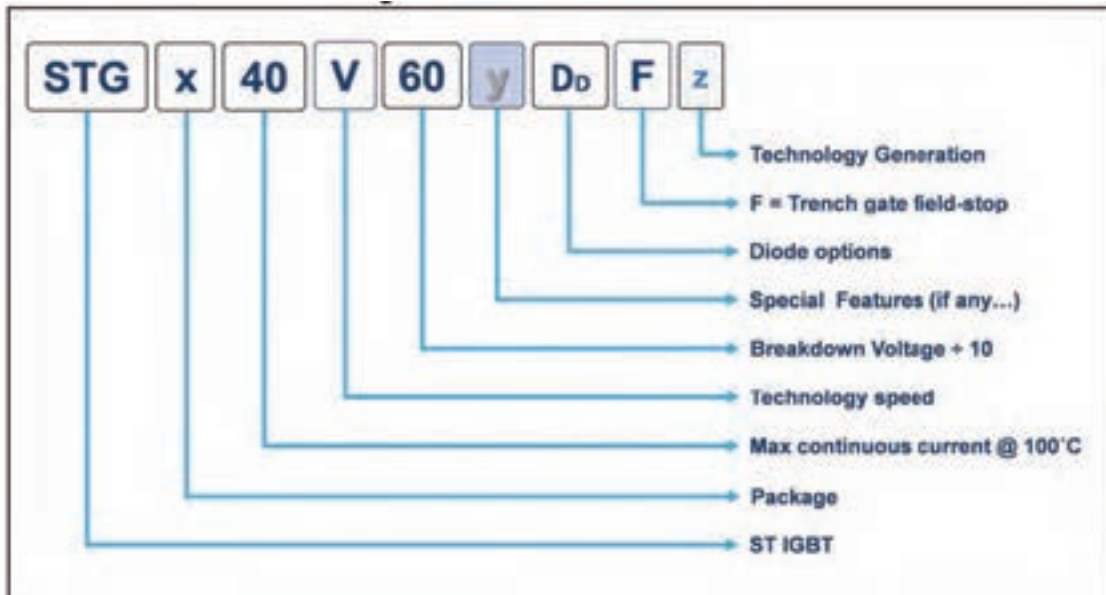 STG x 40 V 60 y DD F z
Technology Generation
F = Trench gate field-stop
Diode options
Special Features (if any...)
Breakdown Voltage ÷ 10
Technology speed
Max continuous current @ 100°C
Package
ST IGBT